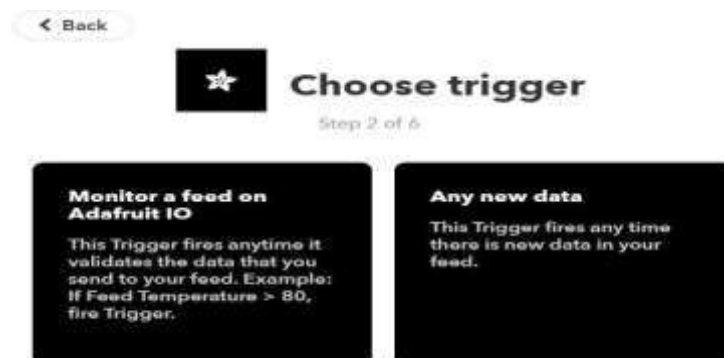 Back
Choose trigger
Step 2 of 6
Monitor a feed on
Adafruit IO
This Trigger fires anytime it
validates the data that you
send to your feed. Example:
If Feed Temperature > 80,
fire Trigger.
Any new data
This Trigger fires any time
there is new data in your
feed.